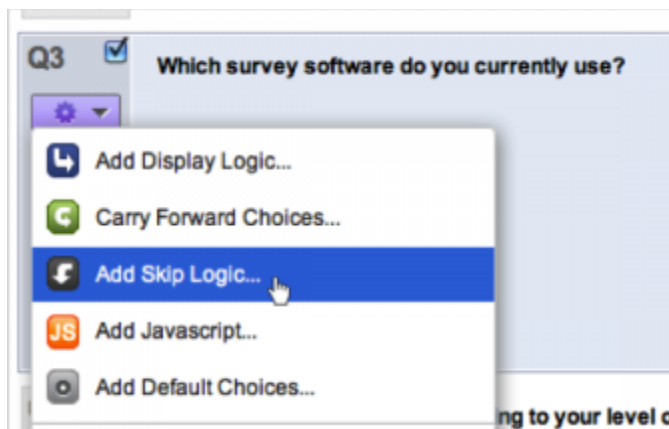 Q3
Which survey software do you currently use?
Add Display Logic...
Carry Forward Choices...
Add Skip Logic...
JS Add Javascript...
Add Default Choices...
ng to your level